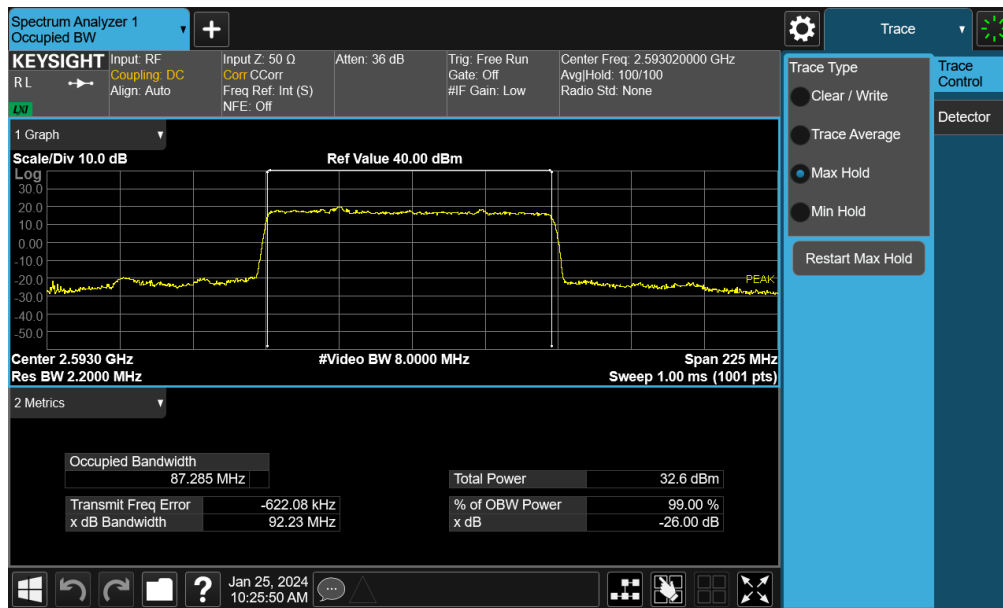 Spectrum Analyzer 1
Occupied BW
Trace
KEYSIGHT
RL
LXI
Input: RF
Coupling: DC
Align: Auto
Input Z: 50 Ω
Corr CCorr
Freq Ref: Int (S)
NFE: Off
Atten: 36 dB
Trig: Free Run
Gate: Off
#IF Gain: Low
Center Freq: 2.593020000 GHz
Avg|Hold: 100/100
Radio Std: None
Trace Type
Clear / Write
Trace Average
Max Hold
Min Hold
Restart Max Hold
Trace
Control
Detector
1 Graph
Scale/Div 10.0 dB
Ref Value 40.00 dBm
Log
30.0
20.0
10.0
0.00
-10.0
-20.0
-30.0
-40.0
-50.0
PEAK
Center 2.5930 GHz
#Video BW 8.0000 MHz
Span 225 MHz
Res BW 2.2000 MHz
Sweep 1.00 ms (1001 pts)
2 Metrics
Occupied Bandwidth
87.285 MHz
Total Power 32.6 dBm
Transmit Freq Error -622.08 kHz
% of OBW Power 99.00 %
x dB Bandwidth 92.23 MHz
x dB -26.00 dB
?
Jan 25, 2024
10:25:50 AM